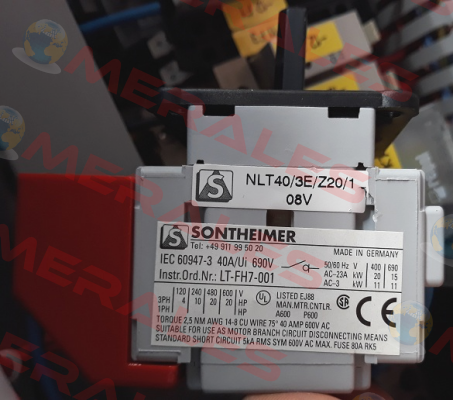 MERALES
NLT40/3E/Z20/1
08V
SONTHEIMER
Tel: +49 911 99 50 20
MADE IN GERMANY
IEC 60947-3 40A/Ui 690V
50/60 Hz V 400 690
AC-23A kW 20 15
AC-3 kW 11 11
Instr.Ord.Nr.: LT-FH7-001
120 240 480 600 V
3PH 4 10 20 20 HP
1PH 2
UL LISTED EJ88
MAN.MTR.CNTLR.
A600 P600
SA CE
TORQUE 2,5 NM AWG 14-8 CU WIRE 75° 40 AMP 600V AC
SUITABLE FOR USE AS MOTOR BRANCH CIRCUIT DISCONNECTING MEANS
STANDARD SHORT CIRCUIT 5kA RMS SYM 600V AC MAX. FUSE 80A RK5